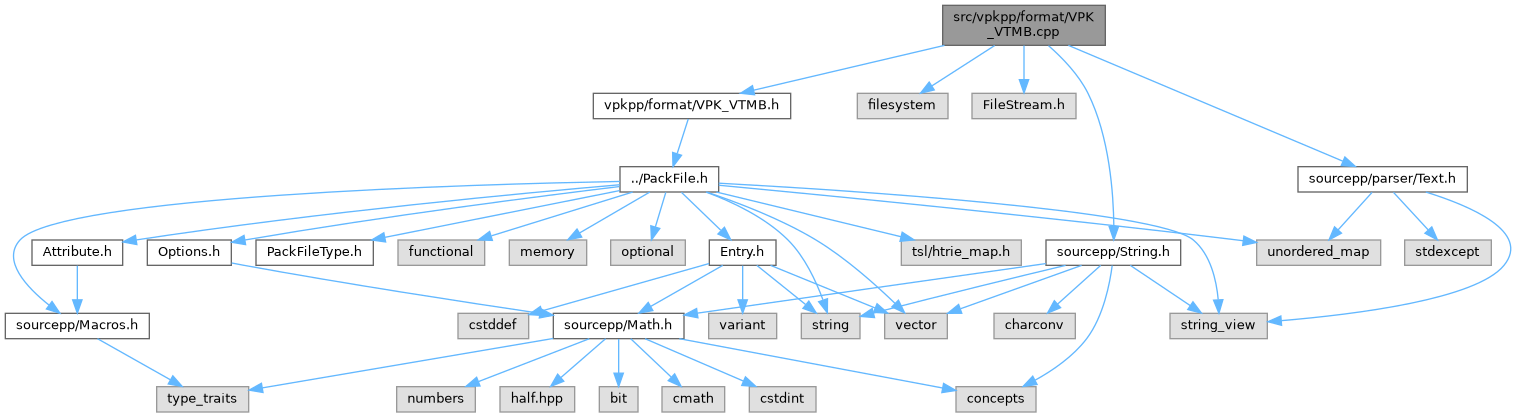 src/vpkpp/format/VPK
_VTMB.cpp
vpkpp/format/VPK_VTMB.h
filesystem
FileStream.h
../PackFile.h
sourcepp/parser/Text.h
Attribute.h
Options.h
PackFileType.h
functional
memory
optional
Entry.h
tsl/htrie_map.h
sourcepp/String.h
unordered_map
stdexcept
sourcepp/Macros.h
cstddef
sourcepp/Math.h
variant
string
vector
charconv
string_view
type_traits
numbers
half.hpp
bit
cmath
cstdint
concepts